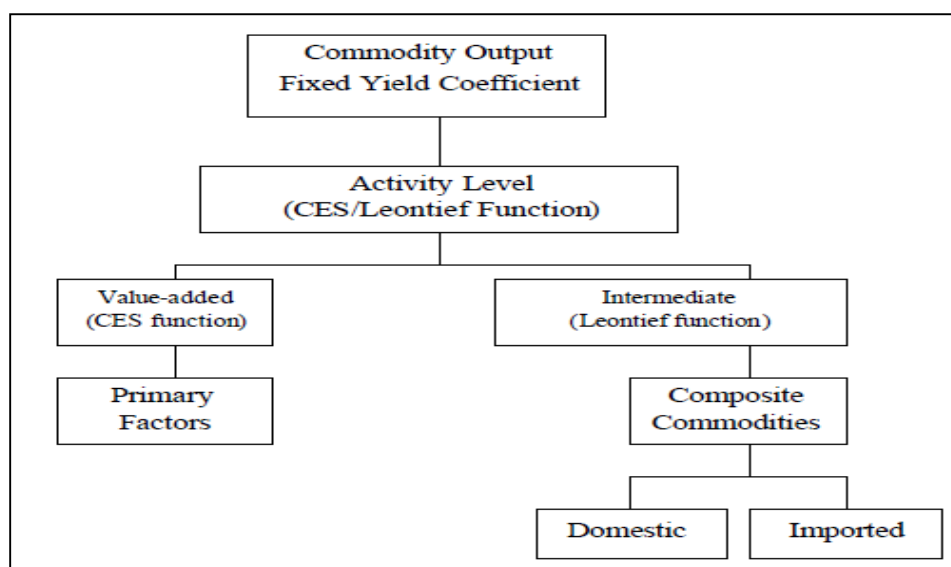 Commodity Output
Fixed Yield Coefficient
Activity Level
(CES/Leontief Function)
Value-added
(CES function)
Intermediate
(Leontief function)
Primary
Factors
Composite
Commodities
Domestic
Imported